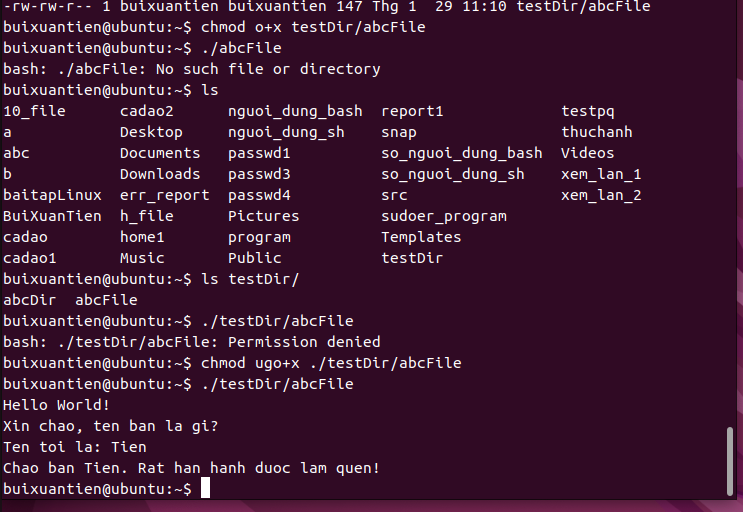 -rw-rw-r-- 1 buixuantien buixuantien 147 Thg 1  29 11:10 testDir/abcFile
buixuantien@ubuntu:~$ chmod o+x testDir/abcFile
buixuantien@ubuntu:~$ ./abcFile
bash: ./abcFile: No such file or directory
buixuantien@ubuntu:~$ ls
10_file      cadao2      nguoi_dung_bash  report1            testpq
a            Desktop     nguoi_dung_sh    snap               thuchanh
abc          Documents   passwd1          so_nguoi_dung_bash  Videos
b            Downloads   passwd3          so_nguoi_dung_sh   xem_lan_1
baitapLinux  err_report  passwd4          src                xem_lan_2
BuiXuanTien  h_file      Pictures         sudoer_program
cadao        home1       program          Templates
cadao1       Music       Public           testDir
buixuantien@ubuntu:~$ ls testDir/
abcDir  abcFile
buixuantien@ubuntu:~$ ./testDir/abcFile
bash: ./testDir/abcFile: Permission denied
buixuantien@ubuntu:~$ chmod ugo+x ./testDir/abcFile
buixuantien@ubuntu:~$ ./testDir/abcFile
Hello World!
Xin chao, ten ban la gi?
Ten toi la: Tien
Chao ban Tien. Rat han hanh duoc lam quen!
buixuantien@ubuntu:~$